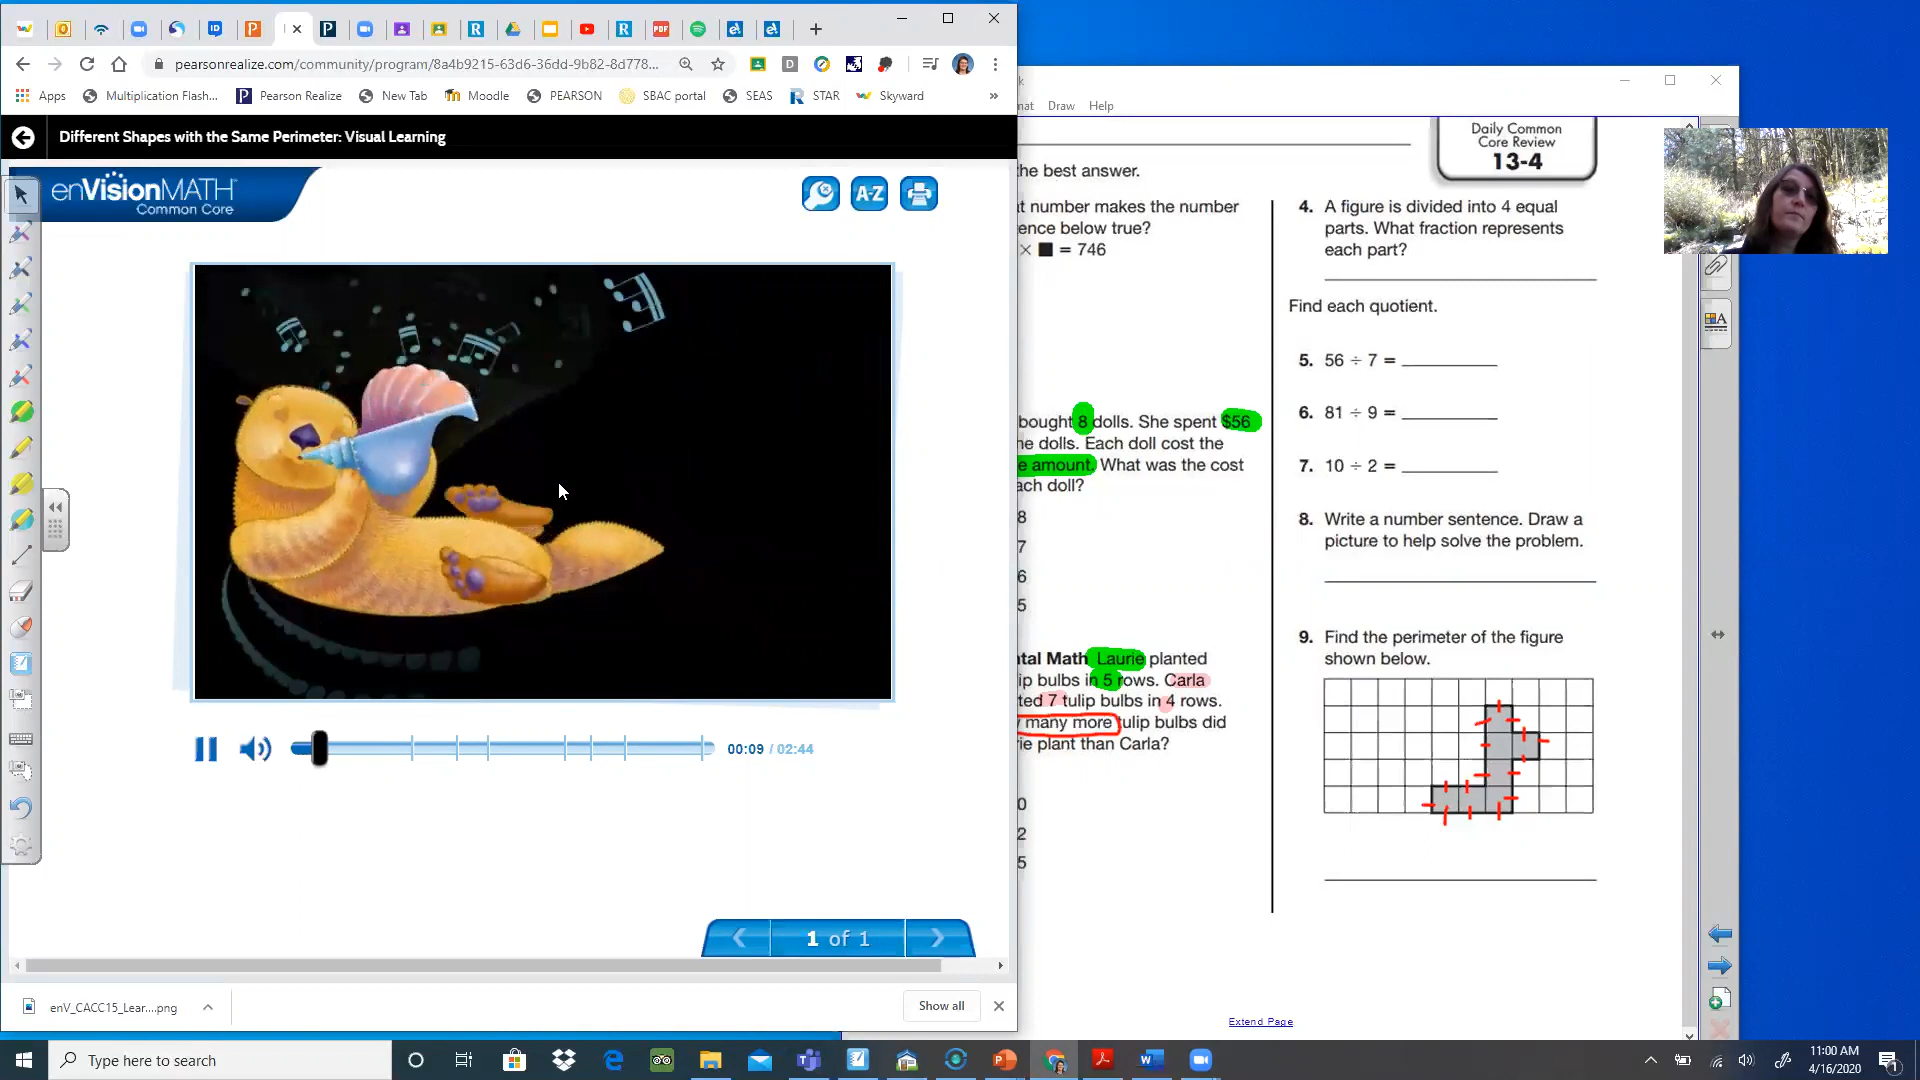 pearsonrealize.com/community/program/8a4b9215-63d6-36dd-9b82-8d778...
Apps
Multiplication Flash...
Pearson Realize
New Tab
Moodle
PEARSON
SBAC portal
SEAS
STAR
Skyward
»
Different Shapes with the Same Perimeter: Visual Learning
enVisionMATH
Common Core
A-Z
00:09 / 02:44
1 of 1
enV_CACC15_Lear....png
Show all
Draw
Help
Daily Common
Core Review
13-4
the best answer.
number makes the number
ence below true?
× ■ = 746
bought 8 dolls. She spent $56
dolls. Each doll cost the
amount. What was the cost
ach doll?
8
7
6
5
tal Math Laurie planted
ip bulbs in 5 rows. Carla
ted 7 tulip bulbs in 4 rows.
many more tulip bulbs did
rie plant than Carla?
0
2
5
4. A figure is divided into 4 equal
parts. What fraction represents
each part?
Find each quotient.
5. 56 ÷ 7 =
6. 81 ÷ 9 =
7. 10 ÷ 2 =
8. Write a number sentence. Draw a
picture to help solve the problem.
9. Find the perimeter of the figure
shown below.
Extend Page
Type here to search
11:00 AM
4/16/2020